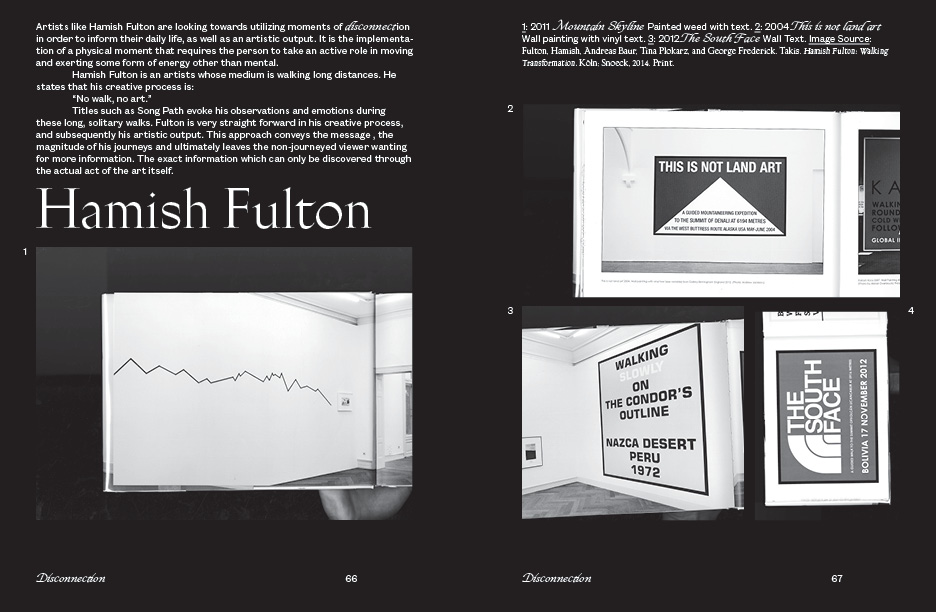 Artists like Hamish Fulton are looking towards utilizing moments of disconnection
in order to inform their daily life, as well as an artistic output. It is the implementa-
tion of a physical moment that requires the person to take an active role in moving
and exerting some form of energy other than mental.
Hamish Fulton is an artists whose medium is walking long distances. He
states that his creative process is:
“No walk, no art.”
Titles such as Song Path evoke his observations and emotions during
these long, solitary walks. Fulton is very straight forward in his creative process,
and subsequently his artistic output. This approach conveys the message , the
magnitude of his journeys and ultimately leaves the non-journeyed viewer wanting
for more information. The exact information which can only be discovered through
the actual act of the art itself.
Hamish Fulton
1
Disconnection
66
1: 2011 Mountain Skyline Painted weed with text. 2: 2004 This is not land art
Wall painting with vinyl text. 3: 2012 The South Face Wall Text. Image Source:
Fulton, Hamish, Andreas Baur, Tina Plokarz, and George Frederick. Takis. Hamish Fulton: Walking
Transformation. Köln: Snoeck, 2014. Print.
2
THIS IS NOT LAND ART
A GUIDED MOUNTAINEERING EXPEDITION
TO THE SUMMIT OF DENALI AT 6194 METRES
VIA THE WEST BUTTRESS ROUTE ALASKA USA MAY-JUNE 2004
KA
WALKIN
ROUND
COLD W
FOLLO
GLOBAL
3
WALKING
SLOWLY
ON
THE CONDOR'S
OUTLINE
NAZCA DESERT
PERU
1972
4
THE
SOUTH
FACE
BOLIVIA 17 NOVEMBER 2012
Disconnection
67